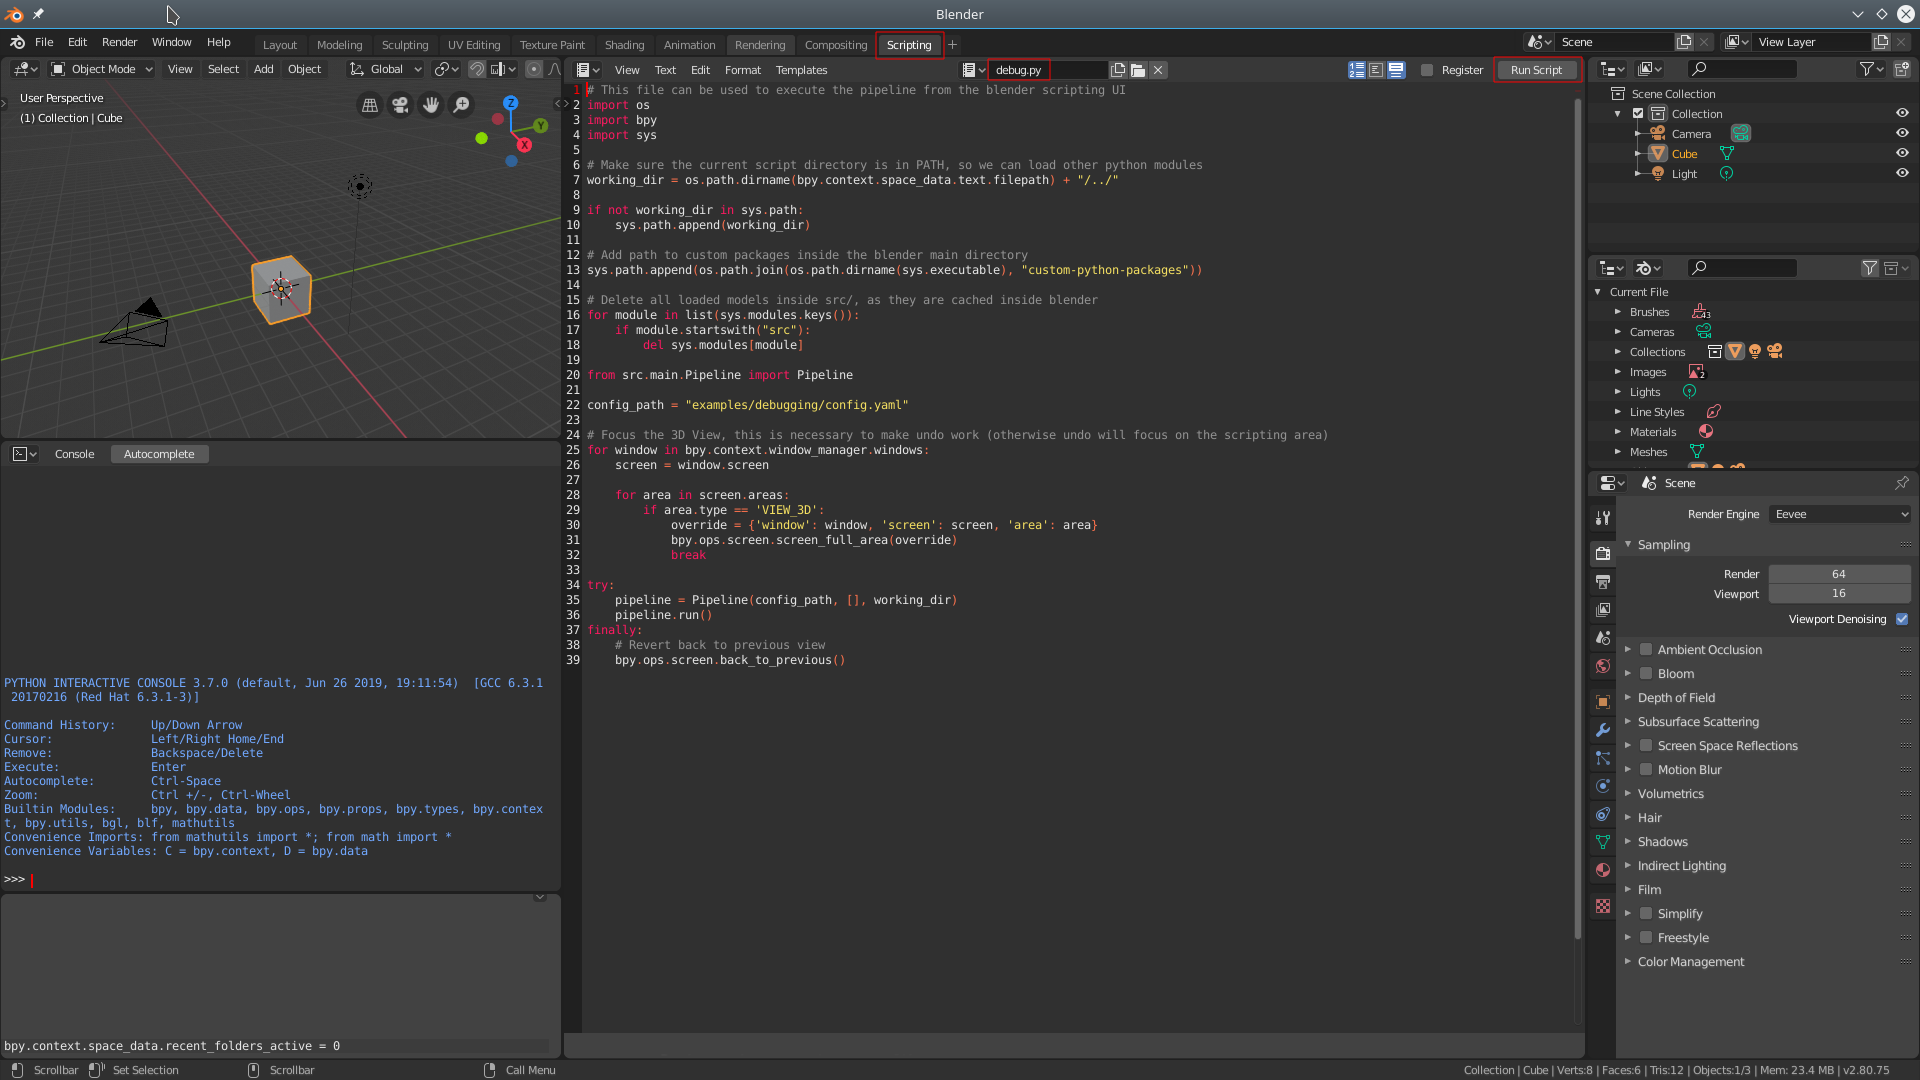 Blender
File Edit Render Window Help
Layout Modeling Sculpting UV Editing Texture Paint Shading Animation Rendering Compositing Scripting +
Scene
View Layer
Object Mode View Select Add Object Global
User Perspective
(1) Collection | Cube
Z
Y
X
View Text Edit Format Templates
debug.py
Register
Run Script
1 # This file can be used to execute the pipeline from the blender scripting UI
2 import os
3 import bpy
4 import sys
5
6 # Make sure the current script directory is in PATH, so we can load other python modules
7 working_dir = os.path.dirname(bpy.context.space_data.text.filepath) + "/../"
8
9 if not working_dir in sys.path:
10 sys.path.append(working_dir)
11
12 # Add path to custom packages inside the blender main directory
13 sys.path.append(os.path.join(os.path.dirname(sys.executable), "custom-python-packages"))
14
15 # Delete all loaded models inside src/, as they are cached inside blender
16 for module in list(sys.modules.keys()):
17 if module.startswith("src"):
18 del sys.modules[module]
19
20 from src.main.Pipeline import Pipeline
21
22 config_path = "examples/debugging/config.yaml"
23
24 # Focus the 3D View, this is necessary to make undo work (otherwise undo will focus on the scripting area)
25 for window in bpy.context.window_manager.windows:
26 screen = window.screen
27
28 for area in screen.areas:
29 if area.type == 'VIEW_3D':
30 override = {'window': window, 'screen': screen, 'area': area}
31 bpy.ops.screen.screen_full_area(override)
32 break
33
34 try:
35 pipeline = Pipeline(config_path, [], working_dir)
36 pipeline.run()
37 finally:
38 # Revert back to previous view
39 bpy.ops.screen.back_to_previous()
Console Autocomplete
PYTHON INTERACTIVE CONSOLE 3.7.0 (default, Jun 26 2019, 19:11:54) [GCC 6.3.1
20170216 (Red Hat 6.3.1-3)]
Command History: Up/Down Arrow
Cursor: Left/Right Home/End
Remove: Backspace/Delete
Execute: Enter
Autocomplete: Ctrl-Space
Zoom: Ctrl +/-, Ctrl-Wheel
Builtin Modules: bpy, bpy.data, bpy.ops, bpy.props, bpy.types, bpy.contex
t, bpy.utils, bgl, blf, mathutils
Convenience Imports: from mathutils import *; from math import *
Convenience Variables: C = bpy.context, D = bpy.data
>>>
bpy.context.space_data.recent_folders_active = 0
Scene Collection
Collection
Camera
Cube
Light
Current File
Brushes 43
Cameras
Collections
Images 2
Lights
Line Styles
Materials
Meshes
Scene
Render Engine Eevee
Sampling
Render 64
Viewport 16
Viewport Denoising
Ambient Occlusion
Bloom
Depth of Field
Subsurface Scattering
Screen Space Reflections
Motion Blur
Volumetrics
Hair
Shadows
Indirect Lighting
Film
Simplify
Freestyle
Color Management
Scrollbar Set Selection Scrollbar Call Menu
Collection | Cube | Verts:8 | Faces:6 | Tris:12 | Objects:1/3 | Mem: 23.4 MB | v2.80.75